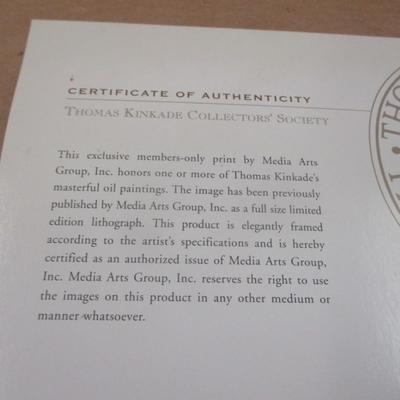 CERTIFICATE OF AUTHENTICITY
THOMAS KINKADE COLLECTORS' SOCIETY
This exclusive members-only print by Media Arts
Group, Inc. honors one or more of Thomas Kinkade's
masterful oil paintings. The image has been previously
published by Media Arts Group, Inc. as a full size limited
edition lithograph. This product is elegantly framed
according to the artist's specifications and is hereby
certified as an authorized issue of Media Arts Group,
Inc. Media Arts Group, Inc. reserves the right to use
the images on this product in any other medium or
manner whatsoever.